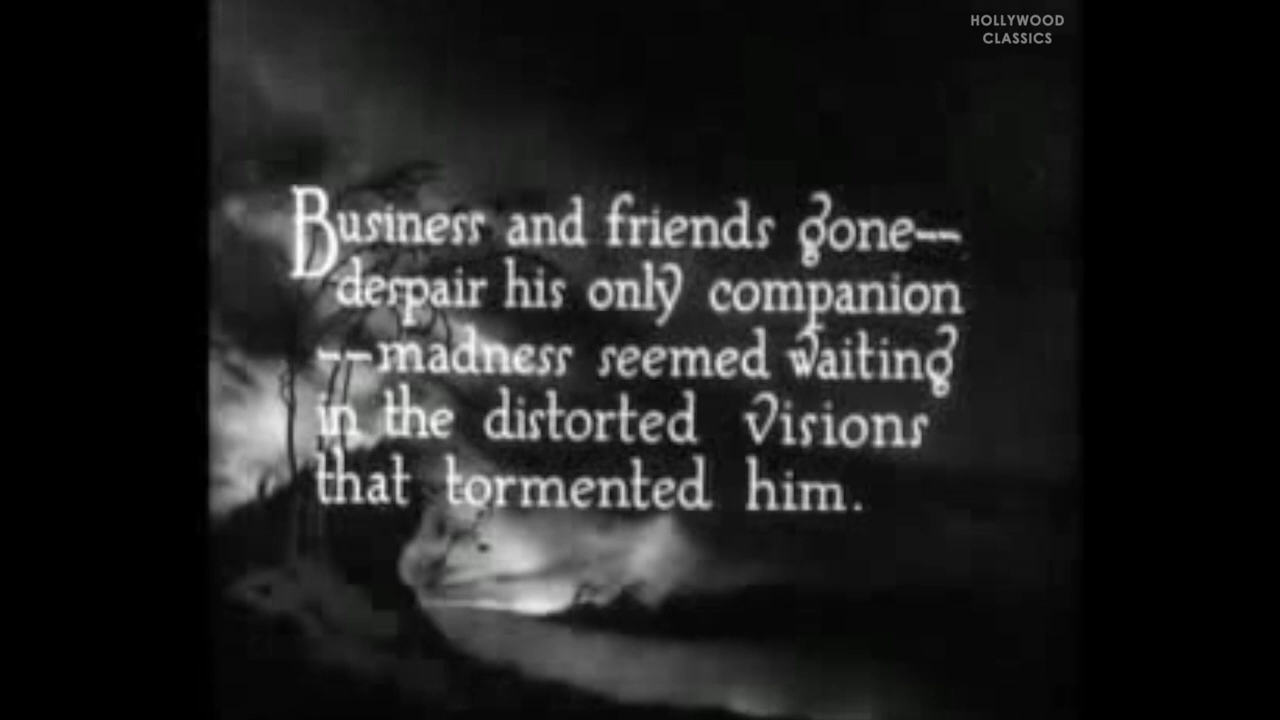 HOLLYWOOD
CLASSICS
Business and friends gone--
despair his only companion
--madness seemed waiting
in the distorted visions
that tormented him.